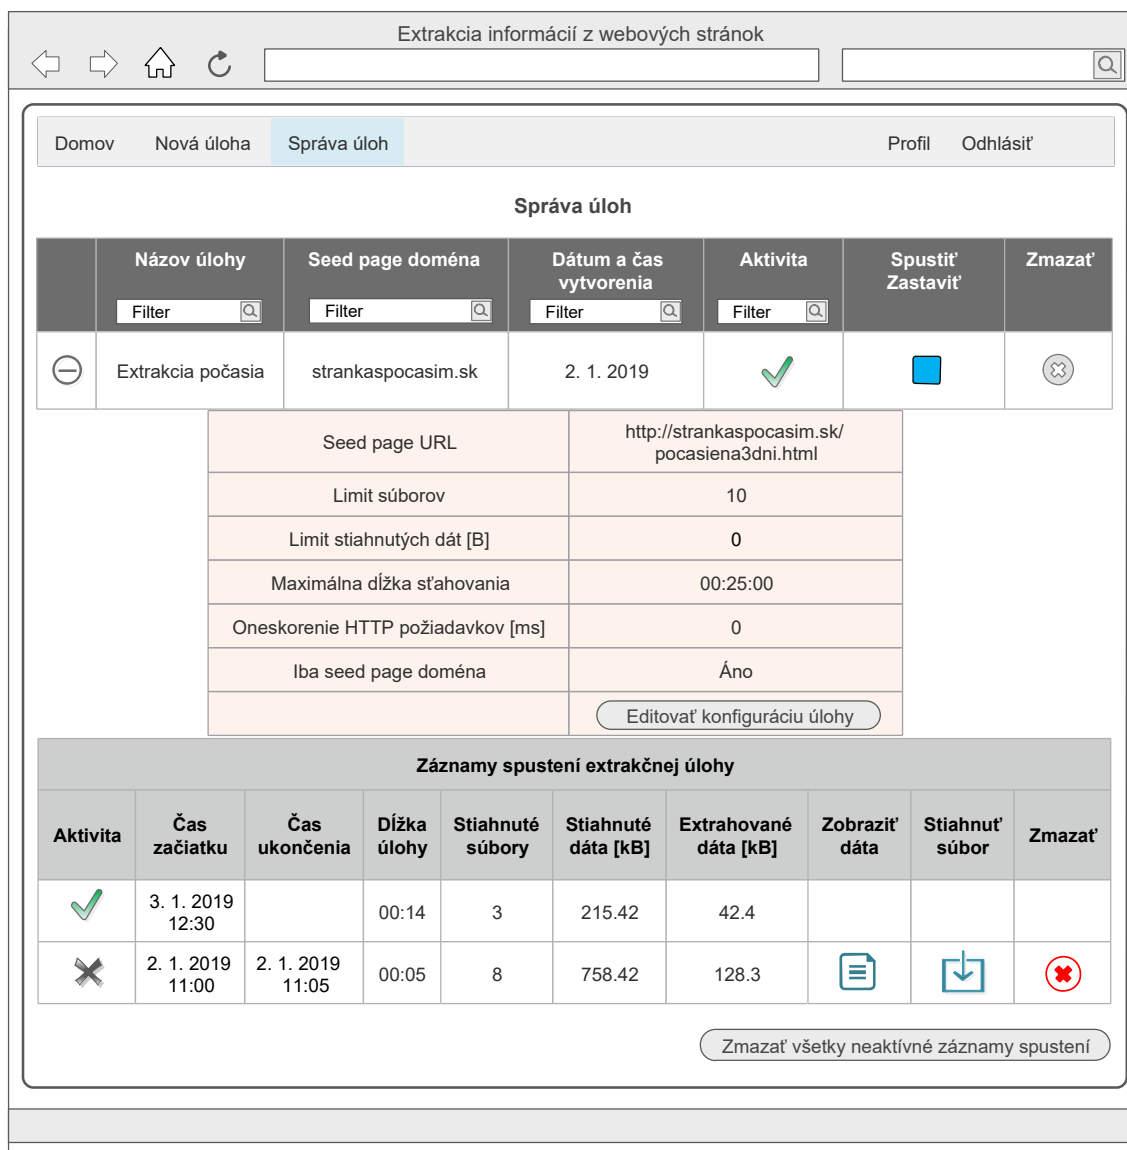 Extrakcia informácií z webových stránok
Domov Nová úloha Správa úloh Profil Odhlásiť
Správa úloh
Názov úlohy Seed page doména Dátum a čas vytvorenia Aktivita Spustiť Zastaviť Zmazať
Filter Filter Filter Filter
Extrakcia počasia strankaspocasim.sk 2. 1. 2019
Seed page URL http://strankaspocasim.sk/
pocasiena3dni.html
Limit súborov 10
Limit stiahnutých dát [B] 0
Maximálna dĺžka sťahovania 00:25:00
Oneskorenie HTTP požiadavkov [ms] 0
Iba seed page doména Áno
Editovať konfiguráciu úlohy
Záznamy spustení extrakčnej úlohy
Aktivita Čas začiatku Čas ukončenia Dĺžka úlohy Stiahnuté súbory Stiahnuté dáta [kB] Extrahované dáta [kB] Zobraziť dáta Stiahnuť súbor Zmazať
3. 1. 2019 12:30 00:14 3 215.42 42.4
2. 1. 2019 11:00 2. 1. 2019 11:05 00:05 8 758.42 128.3
Zmazať všetky neaktívné záznamy spustení